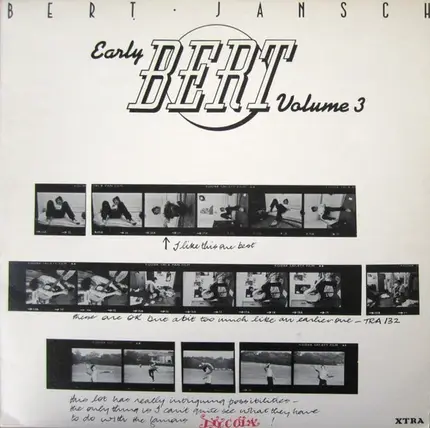 BERT · JANSCH
Early BERT Volume 3
I like this one best
these are OK but a bit too much like an earlier one - TRA 132
this lot has really intriguing possibilities -
the only thing is I can't quite see what they have
to do with the famous !
XTRA